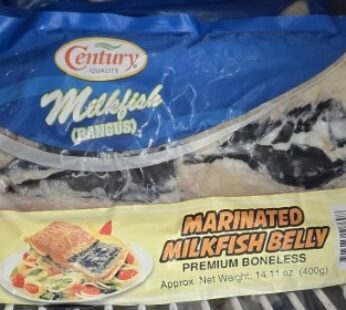 Century
QUALITY
Milkfish
(BANGUS)
MARINATED
MILKFISH BELLY
PREMIUM BONELESS
Approx. Net Weight: 14.11 oz. (400g)